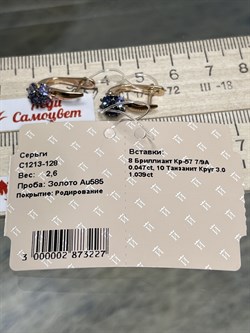 Леди
Самоцвет
Серьги
С1213-128
Вес: 2,6
Проба: Золото Au585
Покрытие: Родирование
Вставки:
8 Бриллиант Кр-57 7/9А
0.047ct, 10 Танзанит Круг 3.0
1.039ct
3 000002 873227